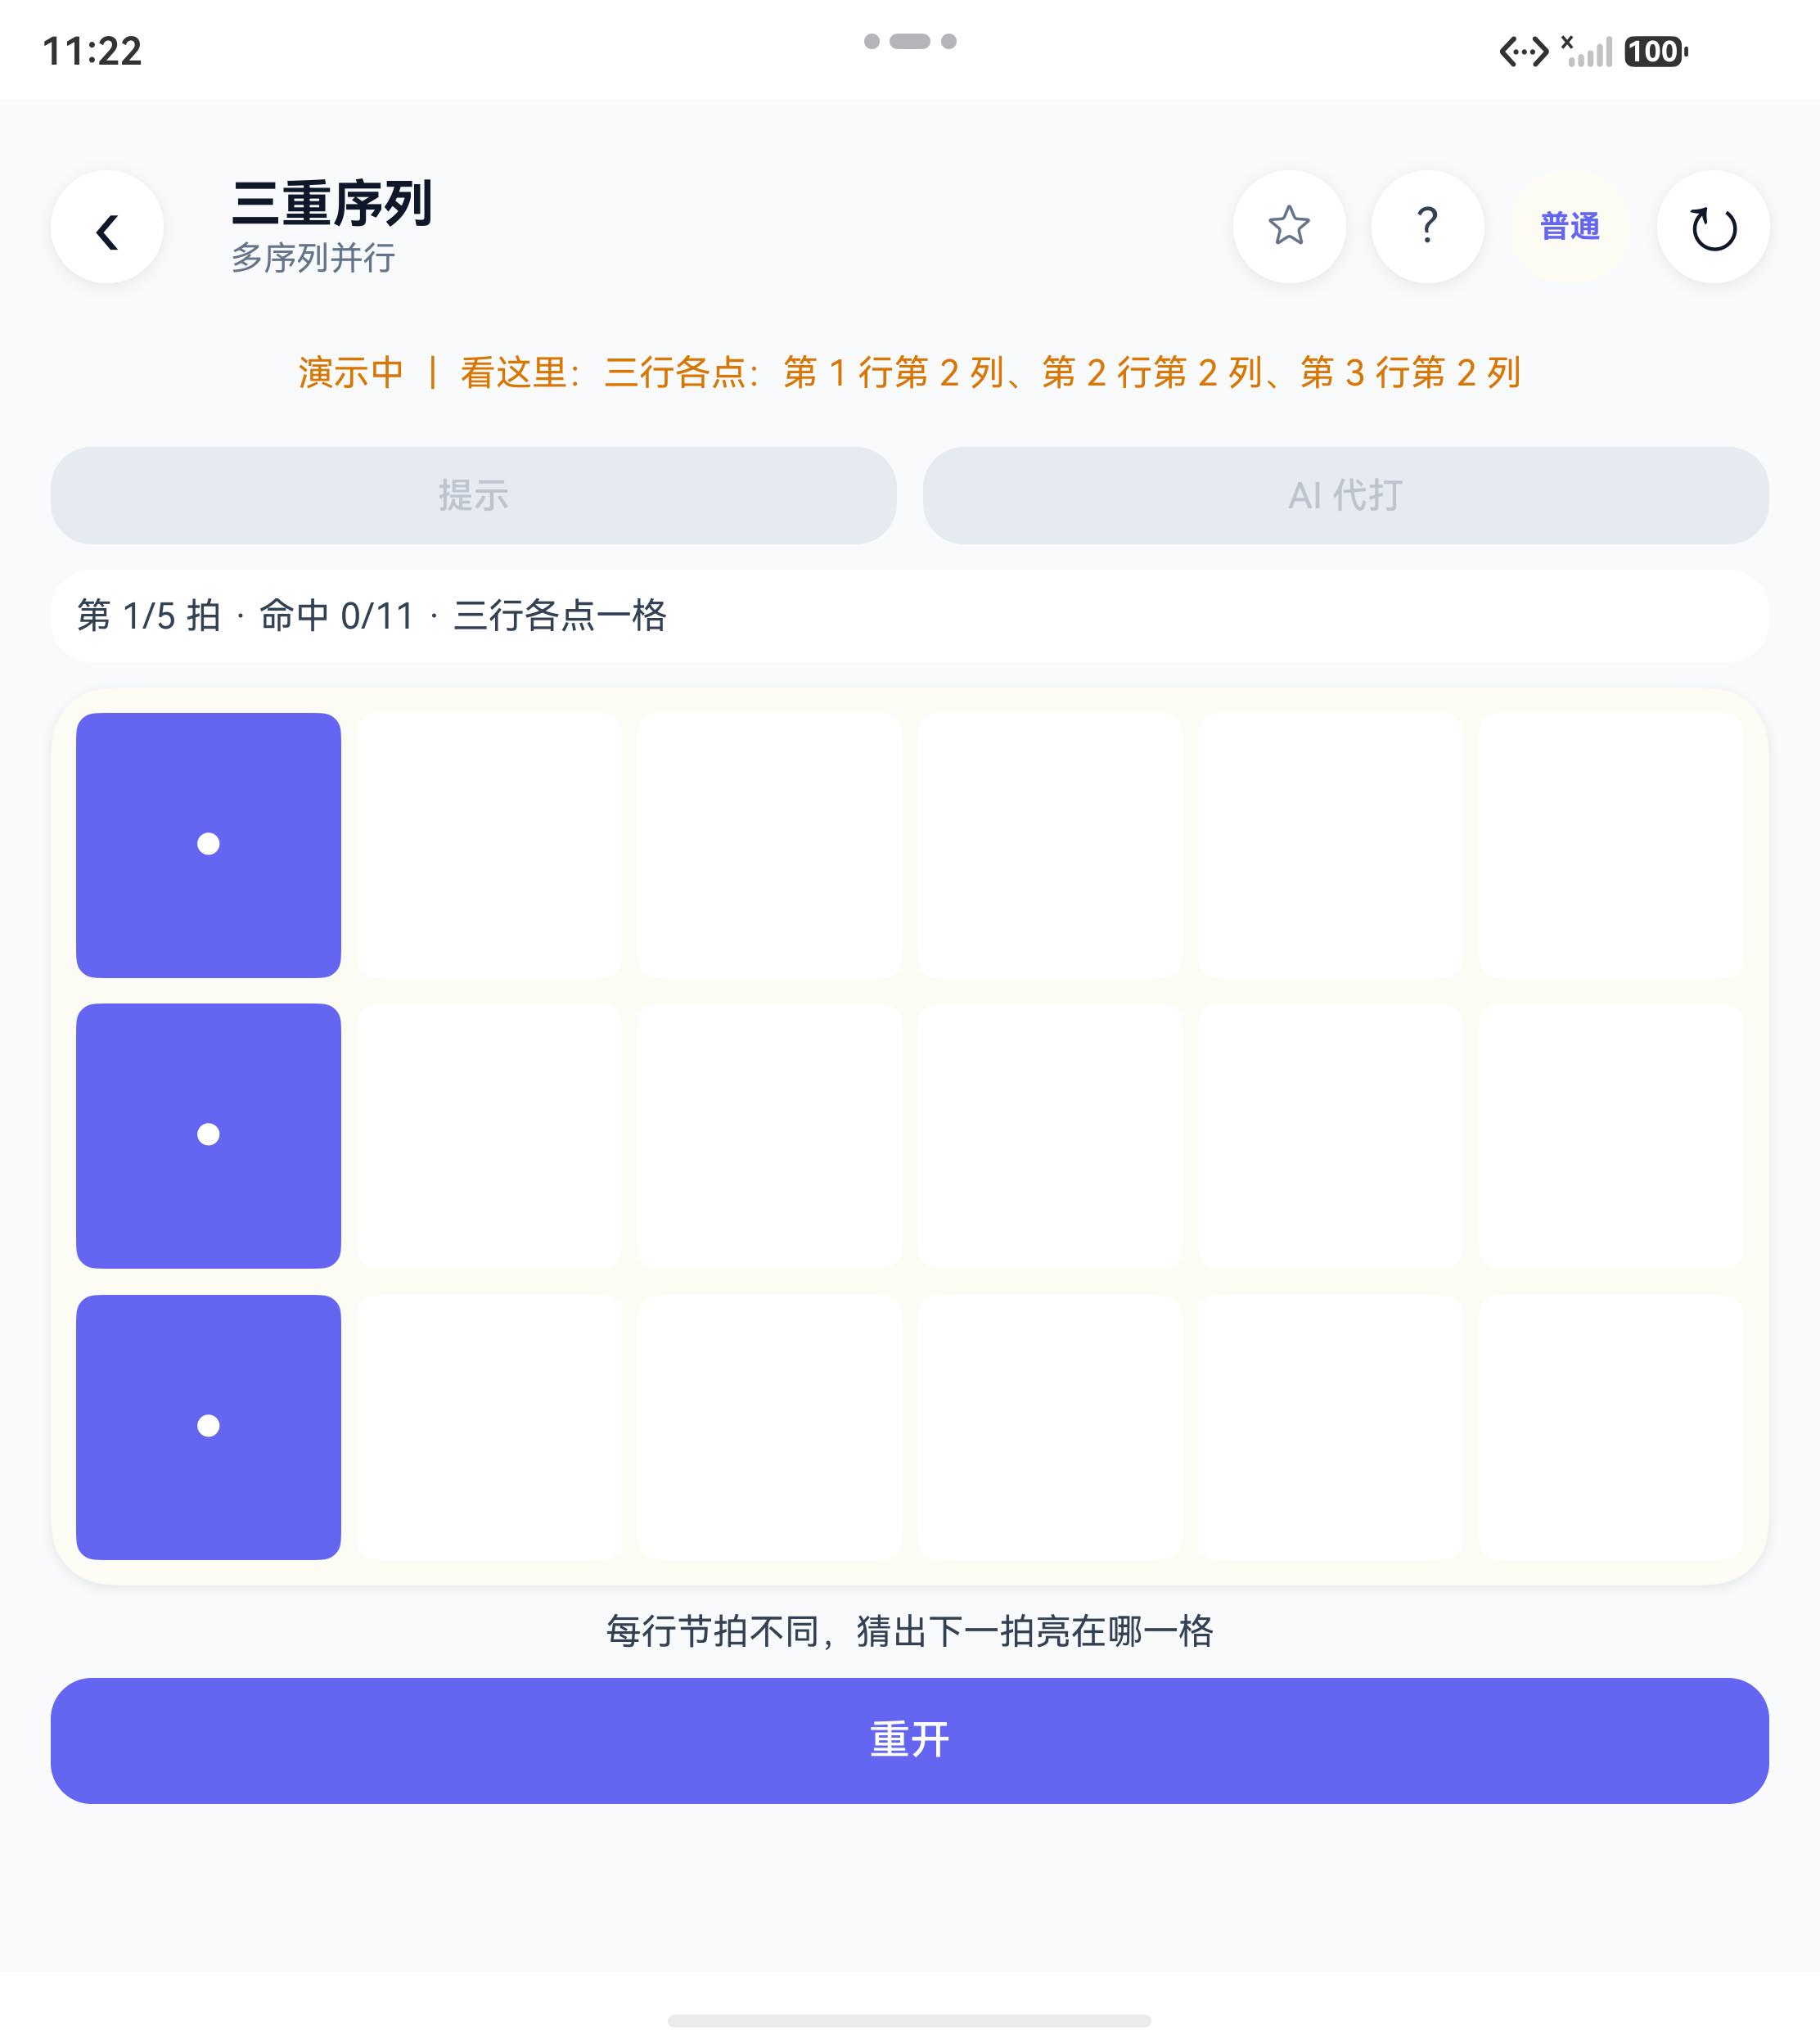 11:22
100
三重序列
多序列并行
?
普通
演示中 | 看这里：三行各点：第 1 行第 2 列、第 2 行第 2 列、第 3 行第 2 列
提示
AI 代打
第 1/5 拍 · 命中 0/11 · 三行各点一格
每行节拍不同，猜出下一拍亮在哪一格
重开